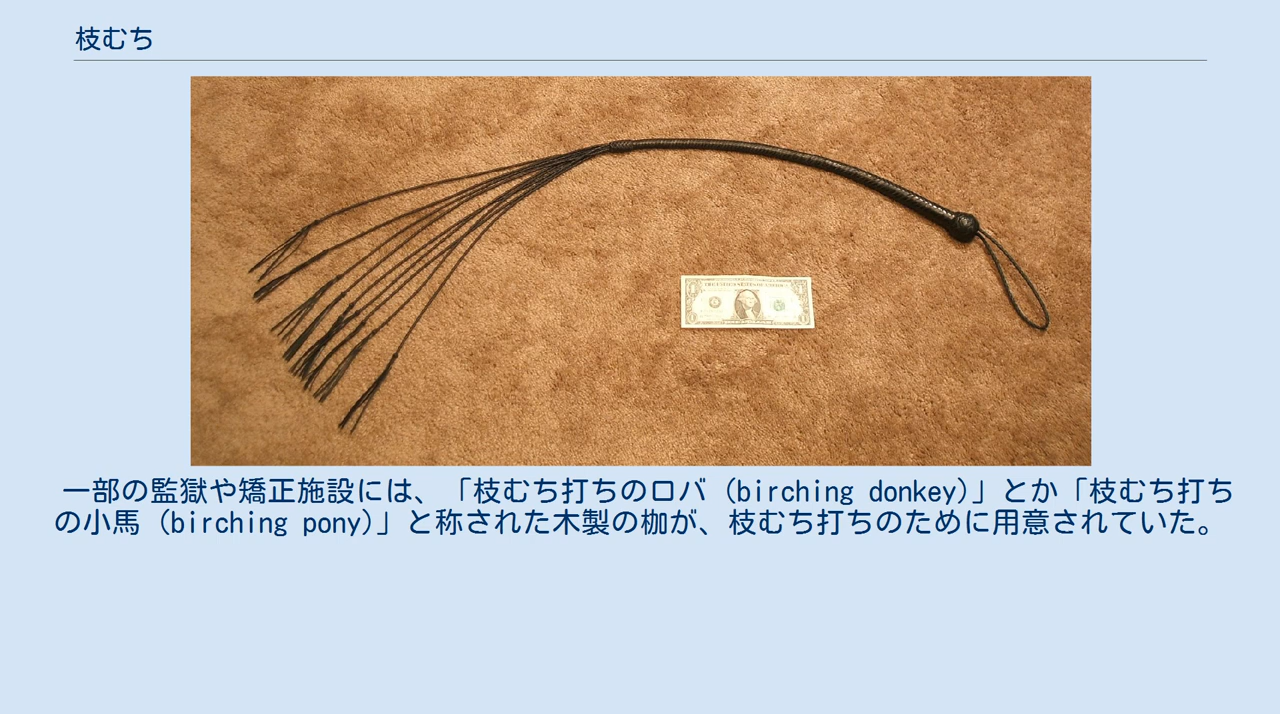 枝むち
一部の監獄や矯正施設には、「枝むち打ちのロバ (birching donkey)」とか「枝むち打ち
の小馬 (birching pony)」と称された木製の枷が、枝むち打ちのために用意されていた。